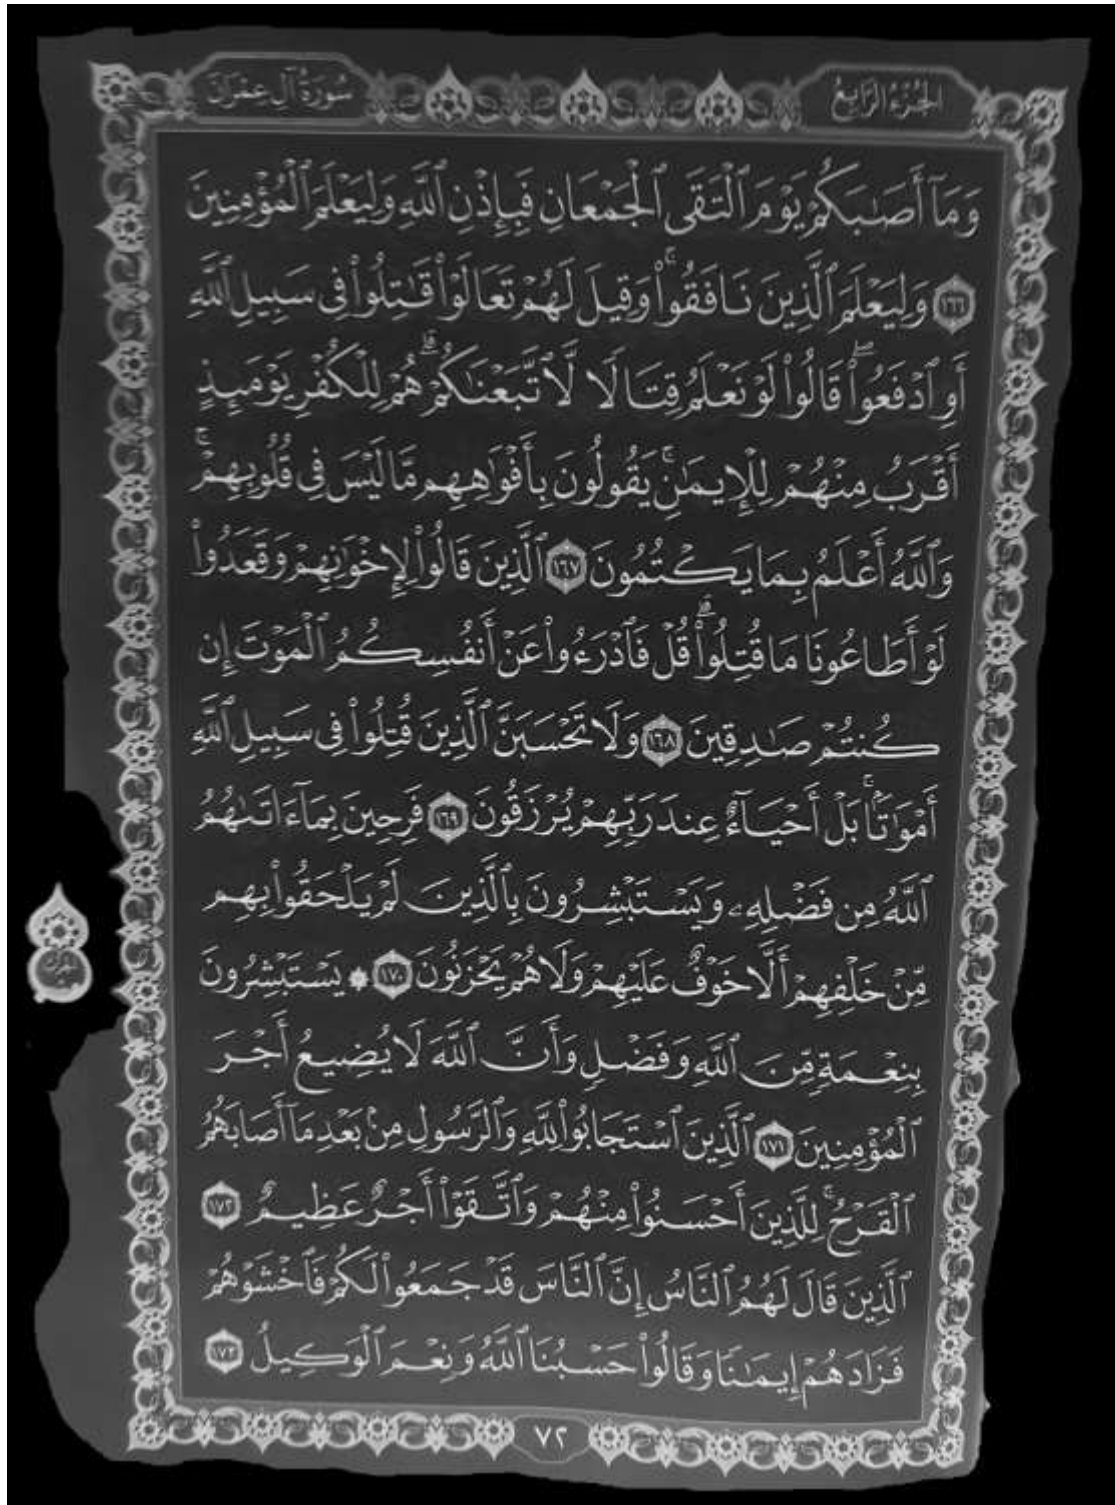 الجُزْءُ الرَّابِعُ
سُورَةُ آلِ عِمْرَانَ
وَمَآ أَصَٰبَكُمْ يَوْمَ ٱلْتَقَى ٱلْجَمْعَانِ فَبِإِذْنِ ٱللَّهِ وَلِيَعْلَمَ ٱلْمُؤْمِنِينَ
١٦٦ وَلِيَعْلَمَ ٱلَّذِينَ نَافَقُوا۟ ۚ وَقِيلَ لَهُمْ تَعَالَوْا۟ قَٰتِلُوا۟ فِى سَبِيلِ ٱللَّهِ
أَوِ ٱدْفَعُوا۟ ۖ قَالُوا۟ لَوْ نَعْلَمُ قِتَالًا لَّٱتَّبَعْنَٰكُمْ ۗ هُمْ لِلْكُفْرِ يَوْمَئِذٍ
أَقْرَبُ مِنْهُمْ لِلْإِيمَٰنِ ۚ يَقُولُونَ بِأَفْوَٰهِهِم مَّا لَيْسَ فِى قُلُوبِهِمْ ۗ
وَٱللَّهُ أَعْلَمُ بِمَا يَكْتُمُونَ ١٦٧ ٱلَّذِينَ قَالُوا۟ لِإِخْوَٰنِهِمْ وَقَعَدُوا۟
لَوْ أَطَاعُونَا مَا قُتِلُوا۟ ۗ قُلْ فَٱدْرَءُوا۟ عَنْ أَنفُسِكُمُ ٱلْمَوْتَ إِن
كُنتُمْ صَٰدِقِينَ ١٦٨ وَلَا تَحْسَبَنَّ ٱلَّذِينَ قُتِلُوا۟ فِى سَبِيلِ ٱللَّهِ
أَمْوَٰتًۢا ۚ بَلْ أَحْيَآءٌ عِندَ رَبِّهِمْ يُرْزَقُونَ ١٦٩ فَرِحِينَ بِمَآ ءَاتَىٰهُمُ
ٱللَّهُ مِن فَضْلِهِۦ وَيَسْتَبْشِرُونَ بِٱلَّذِينَ لَمْ يَلْحَقُوا۟ بِهِم
مِّنْ خَلْفِهِمْ أَلَّا خَوْفٌ عَلَيْهِمْ وَلَا هُمْ يَحْزَنُونَ ١٧٠ ۞ يَسْتَبْشِرُونَ
بِنِعْمَةٍ مِّنَ ٱللَّهِ وَفَضْلٍ وَأَنَّ ٱللَّهَ لَا يُضِيعُ أَجْرَ
ٱلْمُؤْمِنِينَ ١٧١ ٱلَّذِينَ ٱسْتَجَابُوا۟ لِلَّهِ وَٱلرَّسُولِ مِنۢ بَعْدِ مَآ أَصَابَهُمُ
ٱلْقَرْحُ ۚ لِلَّذِينَ أَحْسَنُوا۟ مِنْهُمْ وَٱتَّقَوْا۟ أَجْرٌ عَظِيمٌ ١٧٢
ٱلَّذِينَ قَالَ لَهُمُ ٱلنَّاسُ إِنَّ ٱلنَّاسَ قَدْ جَمَعُوا۟ لَكُمْ فَٱخْشَوْهُمْ
فَزَادَهُمْ إِيمَٰنًا وَقَالُوا۟ حَسْبُنَا ٱللَّهُ وَنِعْمَ ٱلْوَكِيلُ ١٧٣
٧٢